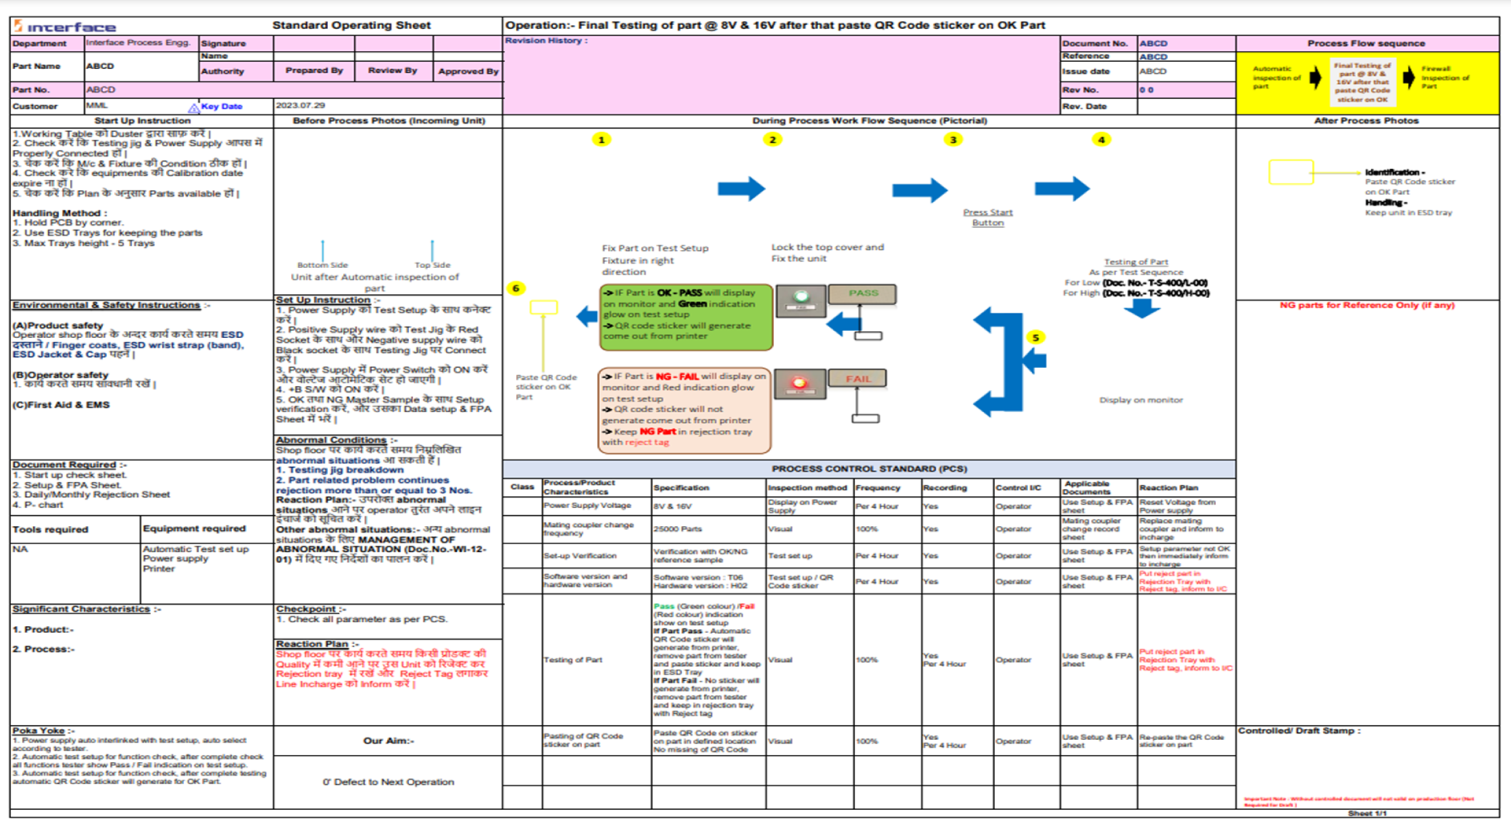 interface
Standard Operating Sheet
Operation:- Final Testing of part @ 8V & 16V after that paste QR Code sticker on OK Part
Department
Interface Process Engg.
Signature
Name
Part Name
ABCD
Authority
Prepared By
Review By
Approved By
Part No.
ABCD
Customer
MML
Key Date
2023.07.29
Revision History :
Document No.
ABCD
Reference
ABCD
Issue date
ABCD
Rev No.
0 0
Rev. Date
Process Flow sequence
Automatic
inspection of
part
Final Testing of
part @ 8V &
16V after that
paste QR Code
sticker on OK
Firewall
Inspection of
Part
Start Up Instruction
1.Working Table को Duster द्वारा साफ़ करें |
2. Check करें कि Testing jig & Power Supply आपस में
Properly Connected हों |
3. चेक करें कि M/c & Fixture की Condition ठीक हों |
4. Check करें कि equipments की Calibration date
expire ना हों |
5. चेक करें कि Plan के अनुसार Parts available हों |
Handling Method :
1. Hold PCB by corner.
2. Use ESD Trays for keeping the parts
3. Max Trays height - 5 Trays
Environmental & Safety Instructions :-
(A)Product safety
Operator shop floor के अन्दर कार्य करते समय ESD
दस्ताने / Finger coats, ESD wrist strap (band),
ESD Jacket & Cap पहनें |
(B)Operator safety
1. कार्य करते समय सावधानी रखें |
(C)First Aid & EMS
Document Required :-
1. Start up check sheet.
2. Setup & FPA Sheet.
3. Daily/Monthly Rejection Sheet
4. P- chart
Tools required
Equipment required
NA
Automatic Test set up
Power supply
Printer
Significant Characteristics :-
1. Product:-
2. Process:-
Poka Yoke :-
1. Power supply auto interlinked with test setup, auto select
according to tester.
2. Automatic test setup for function check, after complete check
all functions tester show Pass / Fail indication on test setup.
3. Automatic test setup for function check, after complete testing
automatic QR Code sticker will generate for OK Part.
Before Process Photos (Incoming Unit)
Bottom Side
Top Side
Unit after Automatic inspection of
part
Set Up Instruction :-
1. Power Supply को Test Setup के साथ कनेक्ट
करें |
2. Positive Supply wire को Test Jig के Red
Socket के साथ और Negative supply wire को
Black socket के साथ Testing Jig पर Connect
करें |
3. Power Supply में Power Switch को ON करें
और वोल्टेज आटोमेटिक सेट हो जाएगी |
4. +B S/W को ON करें |
5. OK तथा NG Master Sample के साथ Setup
verification करें, और उसका Data setup & FPA
Sheet में भरें |
Abnormal Conditions :-
Shop floor पर कार्य करते समय निम्नलिखित
abnormal situations आ सकती हैं |
1. Testing jig breakdown
2. Part related problem continues
rejection more than or equal to 3 Nos.
Reaction Plan:- उपरोक्त abnormal
situations आने पर operator तुरंत अपने लाइन
इंचार्ज को सूचित करें |
Other abnormal situations:- अन्य abnormal
situations के लिए MANAGEMENT OF
ABNORMAL SITUATION (Doc.No.-WI-12-
01) में दिए गए निर्देशों का पालन करें |
Checkpoint :-
1. Check all parameter as per PCS.
Reaction Plan :-
Shop floor पर कार्य करते समय किसी प्रोडक्ट की
Quality में कमी आने पर उस Unit को रिजेक्ट कर
Rejection tray में रखें और Reject Tag लगाकर
Line Incharge को Inform करें |
Our Aim:-
0' Defect to Next Operation
During Process Work Flow Sequence (Pictorial)
1
2
3
4
Press Start
Button
Fix Part on Test Setup
Fixture in right
direction
Lock the top cover and
Fix the unit
Testing of Part
As per Test Sequence
For Low (Doc. No.- T-S-400/L-00)
For High (Doc. No.- T-S-400/H-00)
6
-> IF Part is OK - PASS will display
on monitor and Green indication
glow on test setup
-> QR code sticker will generate
come out from printer
PASS
5
Paste QR Code
sticker on OK
Part
-> IF Part is NG - FAIL will display on
monitor and Red indication glow
on test setup
-> QR code sticker will not
generate come out from printer
-> Keep NG Part in rejection tray
with reject tag
FAIL
Display on monitor
PROCESS CONTROL STANDARD (PCS)
Class
Process/Product
Characteristics
Specification
Inspection method
Frequency
Recording
Control I/C
Applicable
Documents
Reaction Plan
Power Supply Voltage
8V & 16V
Display on Power
Supply
Per 4 Hour
Yes
Operator
Use Setup & FPA
sheet
Reset Voltage from
Power supply
Mating coupler change
frequency
25000 Parts
Visual
100%
Yes
Operator
Mating coupler
change record
sheet
Replace mating
coupler and inform to
incharge
Set-up Verification
Verification with OK/NG
reference sample
Test set up
Per 4 Hour
Yes
Operator
Use Setup & FPA
sheet
Setup parameter not OK
then immediately inform
to incharge
Software version and
hardware version
Software version : T06
Hardware version : H02
Test set up / QR
Code sticker
Per 4 Hour
Yes
Operator
Use Setup & FPA
sheet
Put reject part in
Rejection Tray with
Reject tag, inform to I/C
Testing of Part
Pass (Green colour) /Fail
(Red colour) indication
show on test setup
If Part Pass - Automatic
QR Code sticker will
generate from printer,
remove part from tester
and paste sticker and keep
in ESD Tray
If Part Fail - No sticker will
generate from printer,
remove part from tester
and keep in rejection tray
with Reject tag
Visual
100%
Yes
Per 4 Hour
Operator
Use Setup & FPA
sheet
Put reject part in
Rejection Tray with
Reject tag, inform to I/C
Pasting of QR Code
sticker on part
Paste QR Code on sticker
on part in defined location
No missing of QR Code
Visual
100%
Yes
Per 4 Hour
Operator
Use Setup & FPA
sheet
Re-paste the QR Code
sticker on part
After Process Photos
Identification -
Paste QR Code sticker
on OK Part
Handling -
Keep unit in ESD tray
NG parts for Reference Only (if any)
Controlled/ Draft Stamp :
Important Note : Without controlled document will not valid on production floor (Not
Required for Draft )
Sheet 1/1